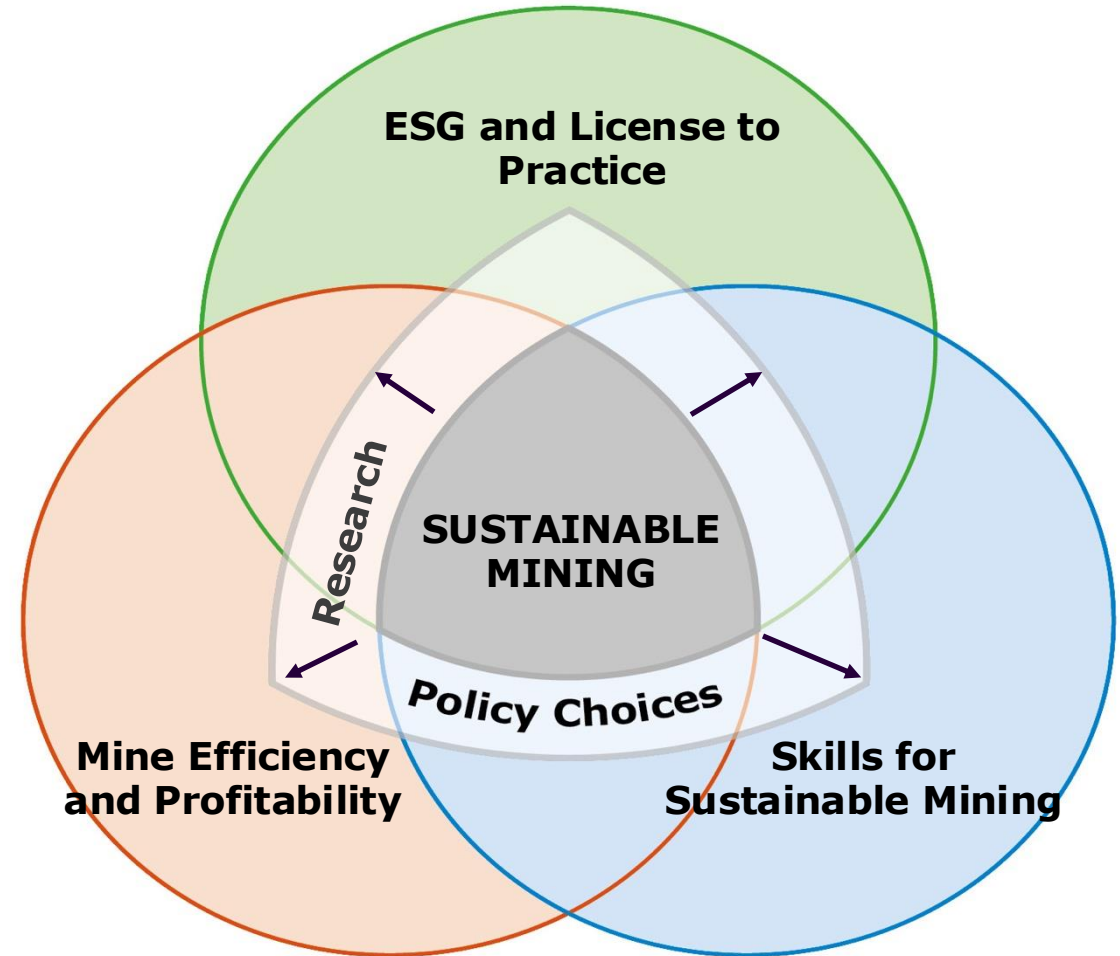 ESG and License to
Practice
Research
SUSTAINABLE
MINING
Policy Choices
Mine Efficiency
and Profitability
Skills for
Sustainable Mining